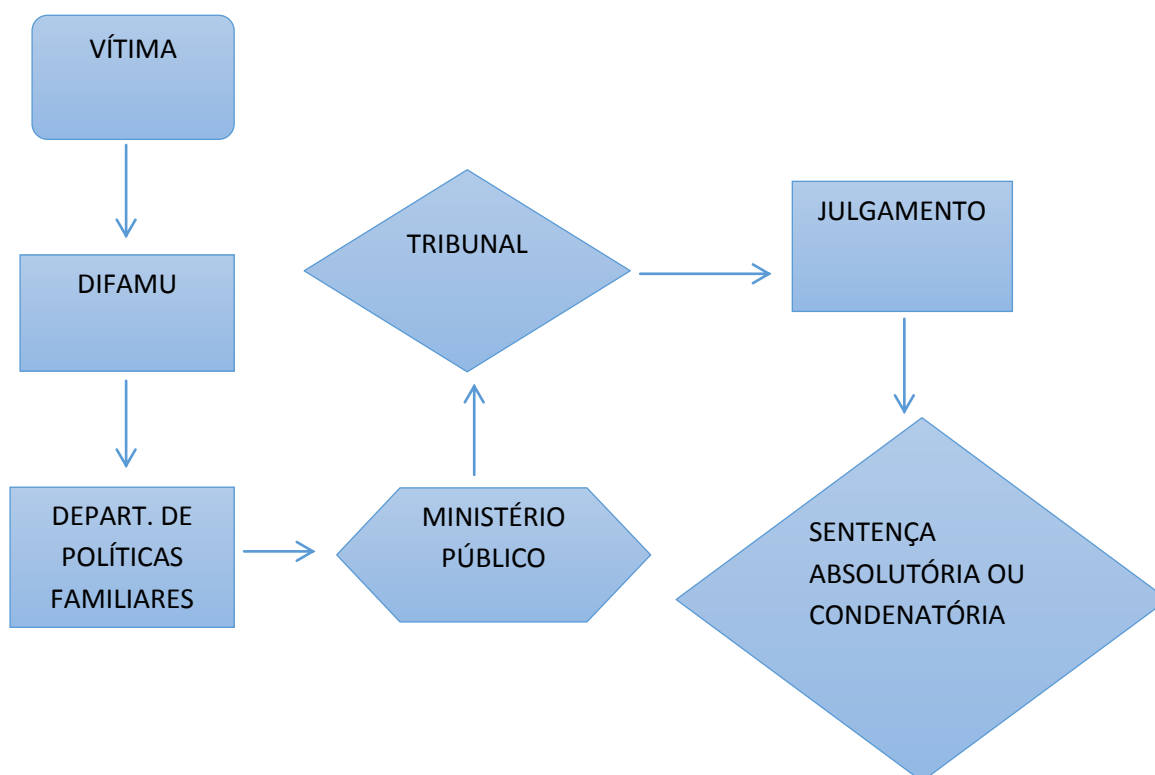 VÍTIMA
DIFAMU
DEPART. DE
POLÍTICAS
FAMILIARES
MINISTÉRIO
PÚBLICO
TRIBUNAL
JULGAMENTO
SENTENÇA
ABSOLUTÓRIA OU
CONDENATÓRIA